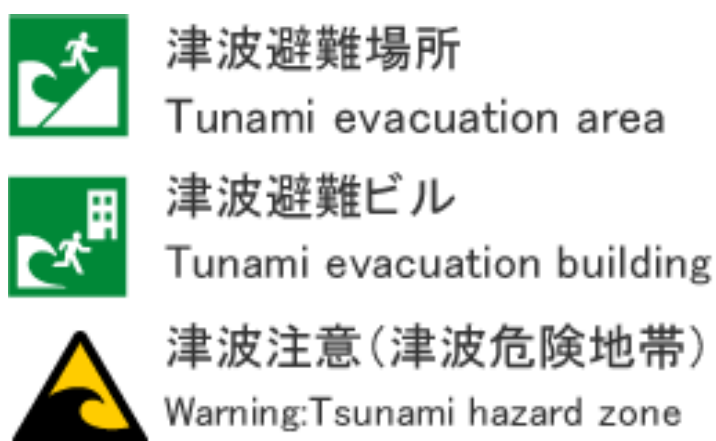 津波避難場所
Tunami evacuation area
津波避難ビル
Tunami evacuation building
津波注意(津波危険地帯)
Warning:Tsunami hazard zone